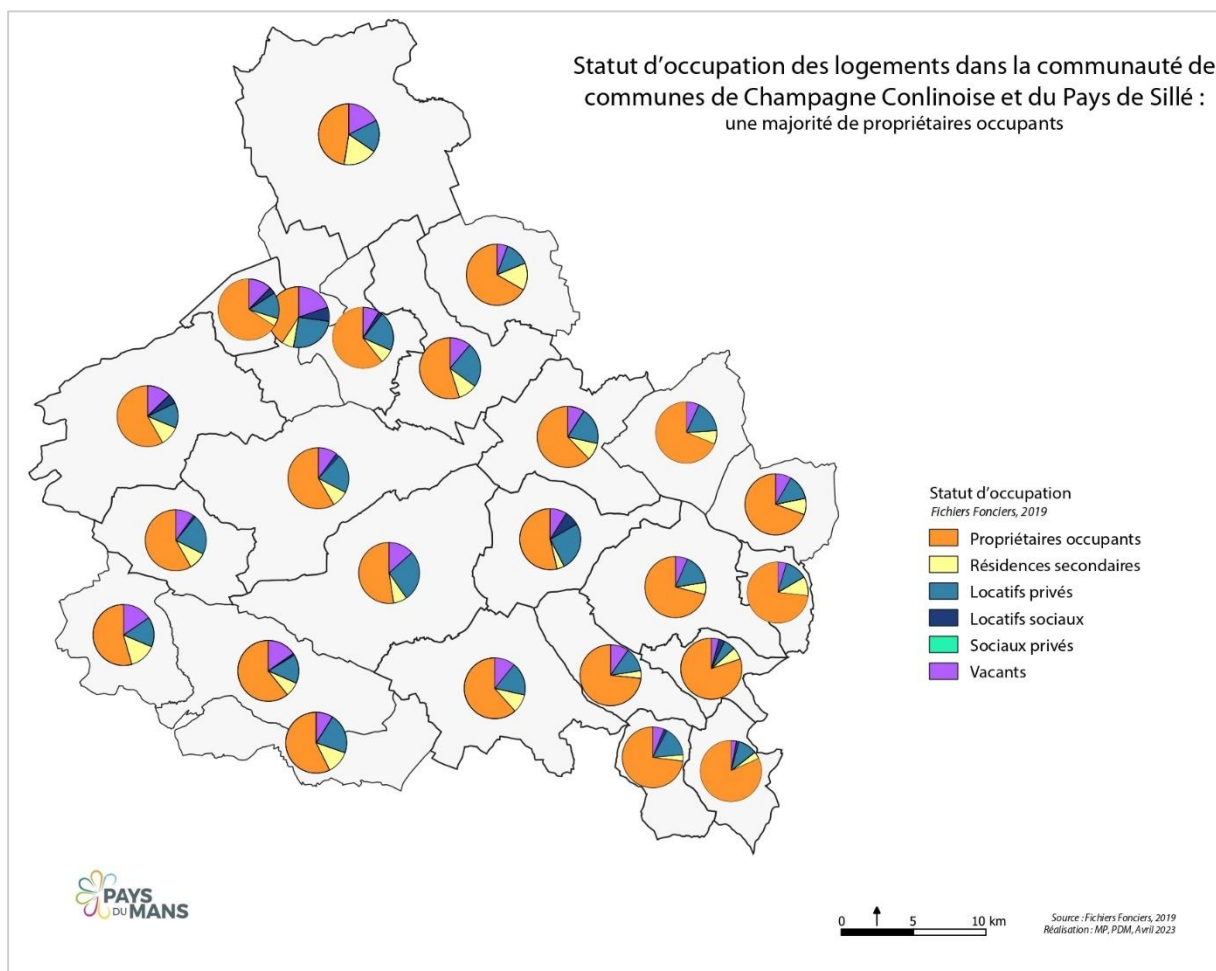 Statut d’occupation des logements dans la communauté de
communes de Champagne Conlinoise et du Pays de Sillé :
une majorité de propriétaires occupants
Statut d’occupation
Fichiers Fonciers, 2019
Propriétaires occupants
Résidences secondaires
Locatifs privés
Locatifs sociaux
Sociaux privés
Vacants
PAYS
DU MANS
0 5 10 km
Source : Fichiers Fonciers, 2019
Réalisation : MP, PDM, Avril 2023